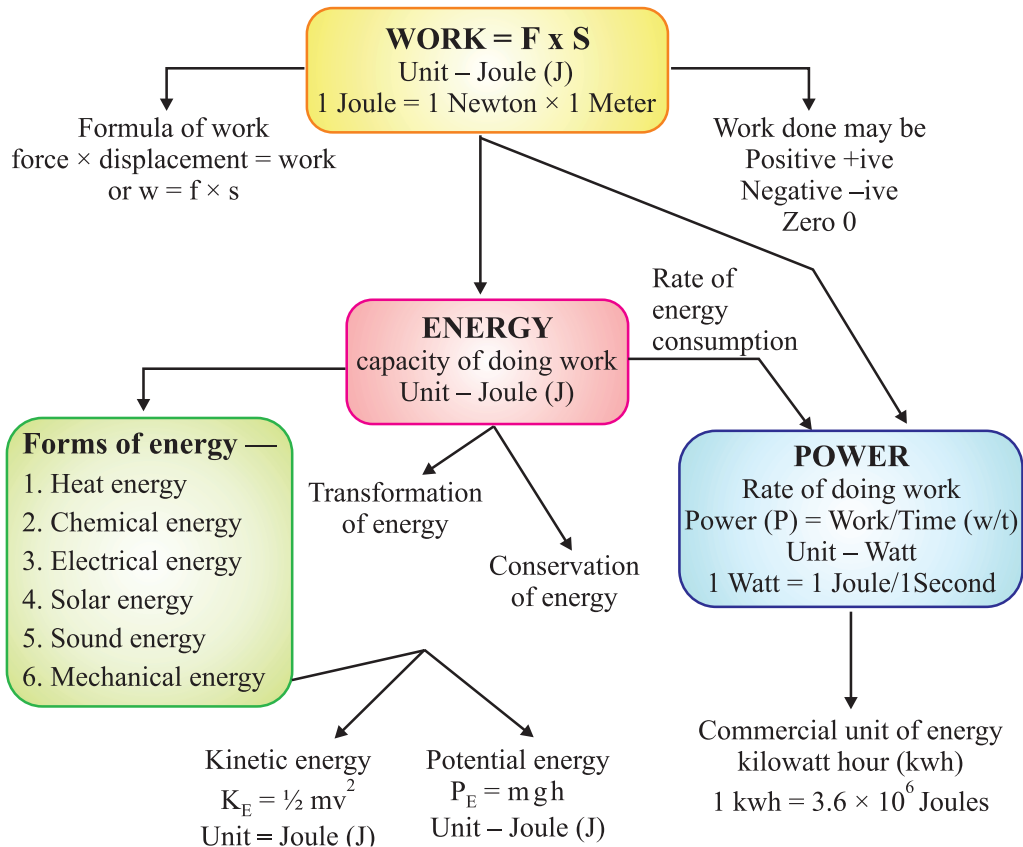 WORK = F x S
Unit – Joule (J)
1 Joule = 1 Newton × 1 Meter
Formula of work
force × displacement = work
or w = f × s
Work done may be
Positive +ive
Negative –ive
Zero 0
Rate of
energy
consumption
ENERGY
capacity of doing work
Unit – Joule (J)
Forms of energy —
1. Heat energy
2. Chemical energy
3. Electrical energy
4. Solar energy
5. Sound energy
6. Mechanical energy
Transformation
of energy
Conservation
of energy
POWER
Rate of doing work
Power (P) = Work/Time (w/t)
Unit – Watt
1 Watt = 1 Joule/1Second
Kinetic energy
K_E = ½ mv²
Unit = Joule (J)
Potential energy
P_E = m g h
Unit – Joule (J)
Commercial unit of energy
kilowatt hour (kwh)
1 kwh = 3.6 × 10⁶ Joules